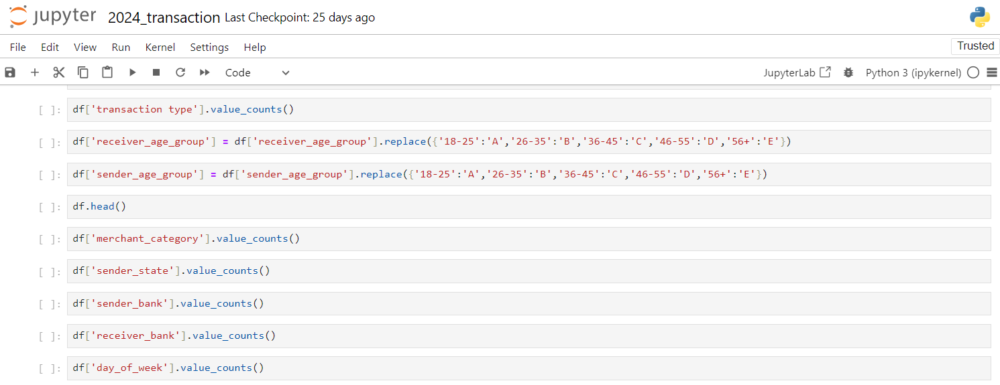 jupyter 2024_transaction Last Checkpoint: 25 days ago
File Edit View Run Kernel Settings Help Trusted
Code JupyterLab Python 3 (ipykernel)
[ ]: df['transaction type'].value_counts()
[ ]: df['receiver_age_group'] = df['receiver_age_group'].replace({'18-25':'A','26-35':'B','36-45':'C','46-55':'D','56+':'E'})
[ ]: df['sender_age_group'] = df['sender_age_group'].replace({'18-25':'A','26-35':'B','36-45':'C','46-55':'D','56+':'E'})
[ ]: df.head()
[ ]: df['merchant_category'].value_counts()
[ ]: df['sender_state'].value_counts()
[ ]: df['sender_bank'].value_counts()
[ ]: df['receiver_bank'].value_counts()
[ ]: df['day_of_week'].value_counts()